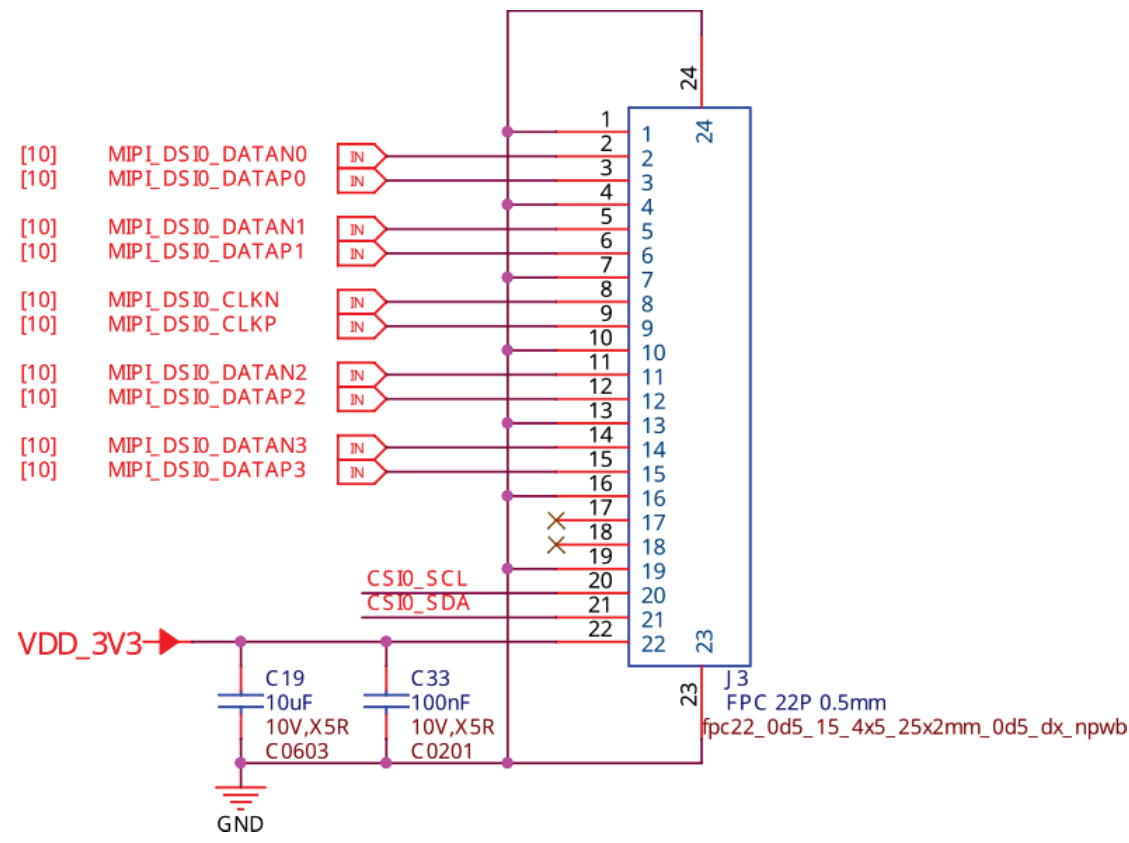 24
1 1 24
[10] MIPI_DSI0_DATAN0 IN 2 2
[10] MIPI_DSI0_DATAP0 IN 3 3
4 4
[10] MIPI_DSI0_DATAN1 IN 5 5
[10] MIPI_DSI0_DATAP1 IN 6 6
7 7
[10] MIPI_DSI0_CLKN IN 8 8
[10] MIPI_DSI0_CLKP IN 9 9
10 10
[10] MIPI_DSI0_DATAN2 IN 11 11
[10] MIPI_DSI0_DATAP2 IN 12 12
13 13
[10] MIPI_DSI0_DATAN3 IN 14 14
[10] MIPI_DSI0_DATAP3 IN 15 15
16 16
17 17
18 18
19 19
CSI0_SCL 20 20
CSI0_SDA 21 21
VDD_3V3 22 22 23
23
C19
10uF
10V,X5R
C0603
C33
100nF
10V,X5R
C0201
J3
FPC 22P 0.5mm
fpc22_0d5_15_4x5_25x2mm_0d5_dx_npwb
GND